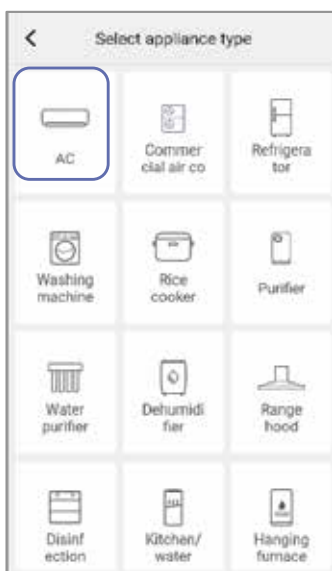 Select appliance type
AC
Commer
cial air co
Refrigera
tor
Washing
machine
Rice
cooker
Purifier
Water
purifier
Dehumidi
fier
Range
hood
Disinf
ection
Kitchen/
water
Hanging
furnace